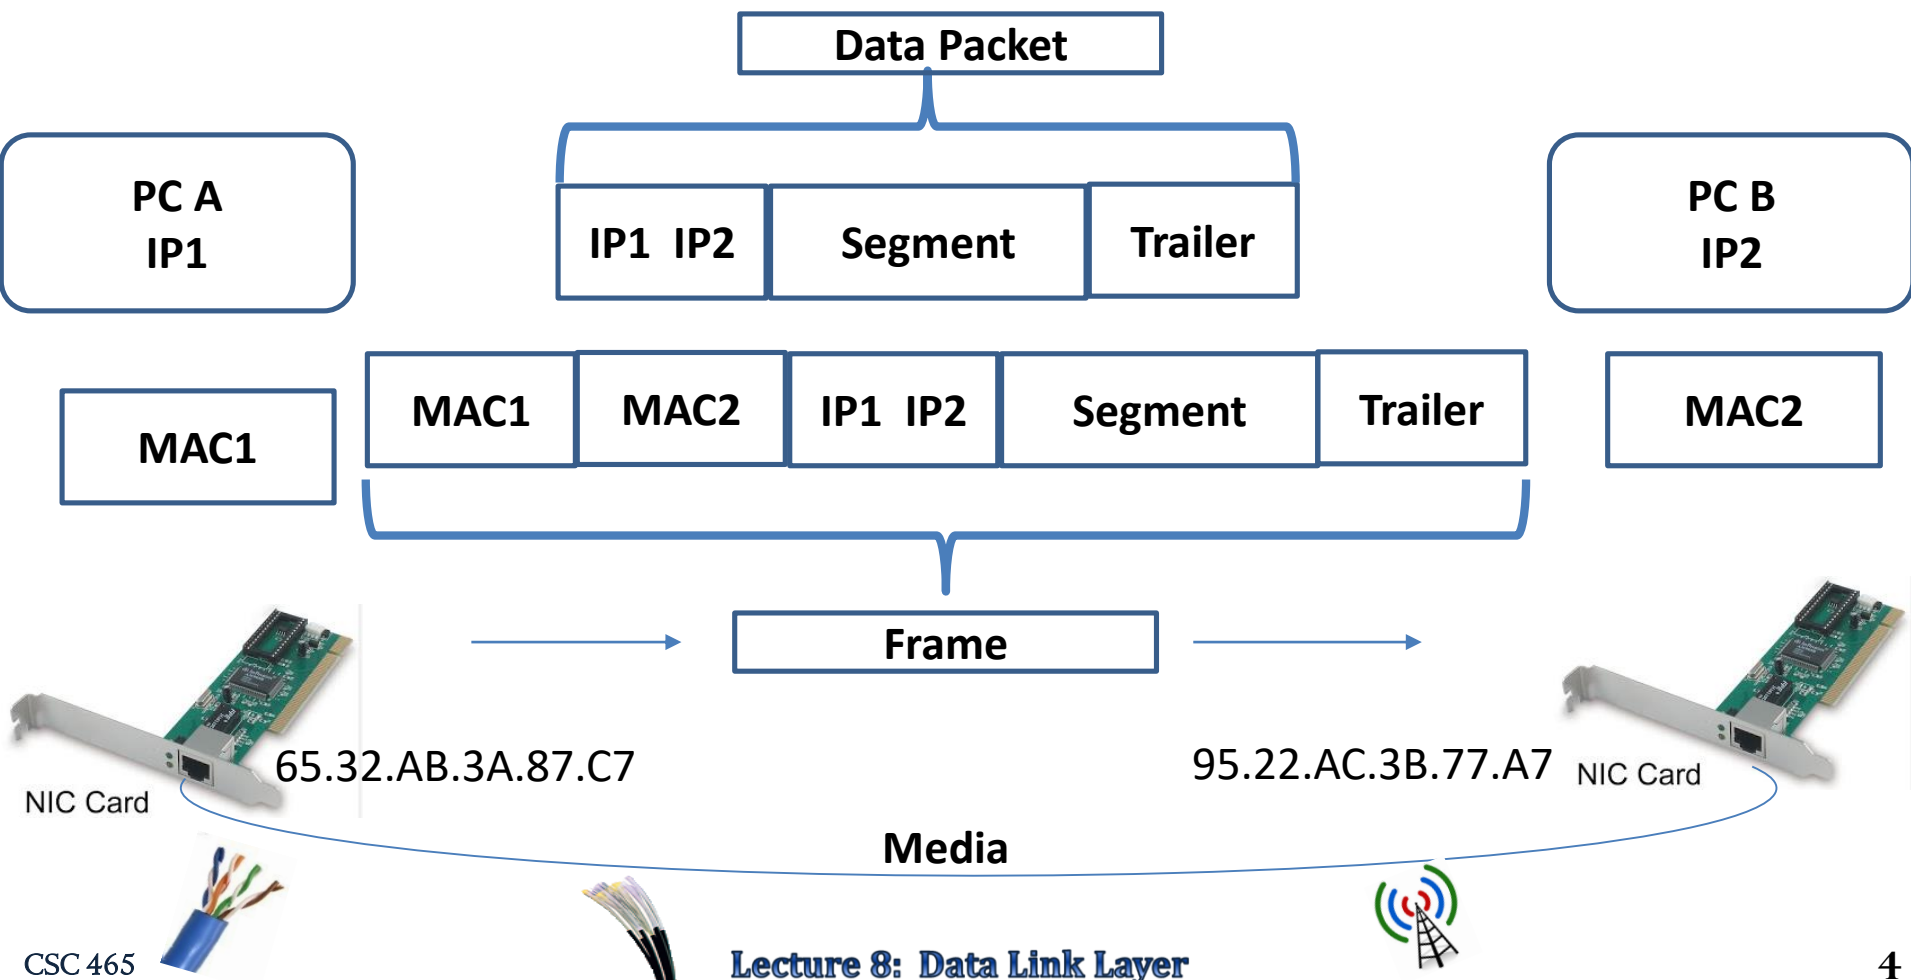 Data Packet
PC A
IP1
IP1 IP2
Segment
Trailer
PC B
IP2
MAC1
MAC1
MAC2
IP1 IP2
Segment
Trailer
MAC2
Frame
65.32.AB.3A.87.C7
95.22.AC.3B.77.A7
NIC Card
NIC Card
Media
CSC 465
Lecture 8: Data Link Layer
4